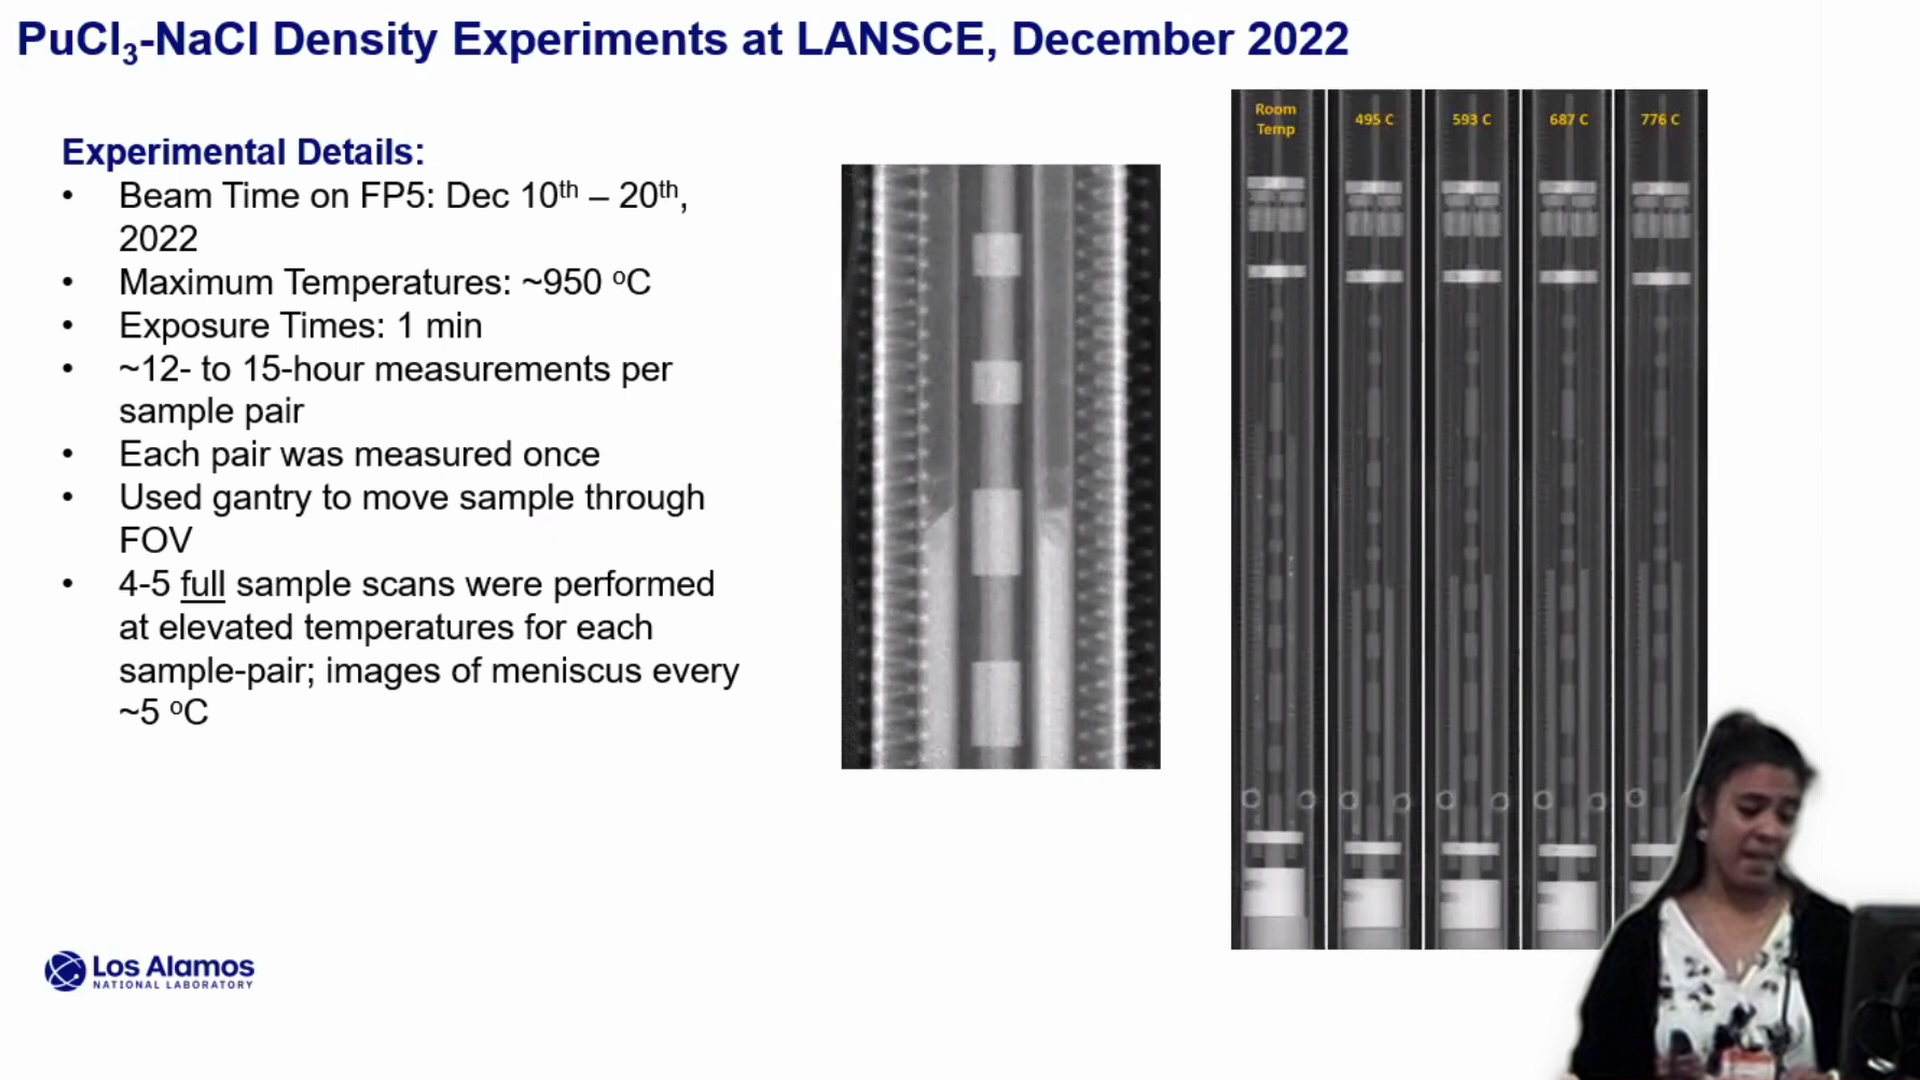 PuCl3-NaCl Density Experiments at LANSCE, December 2022
Experimental Details:
• Beam Time on FP5: Dec 10th – 20th,
2022
• Maximum Temperatures: ~950 oC
• Exposure Times: 1 min
• ~12- to 15-hour measurements per
sample pair
• Each pair was measured once
• Used gantry to move sample through
FOV
• 4-5 full sample scans were performed
at elevated temperatures for each
sample-pair; images of meniscus every
~5 oC
Room
Temp
495 C
593 C
687 C
776 C
Los Alamos
NATIONAL LABORATORY